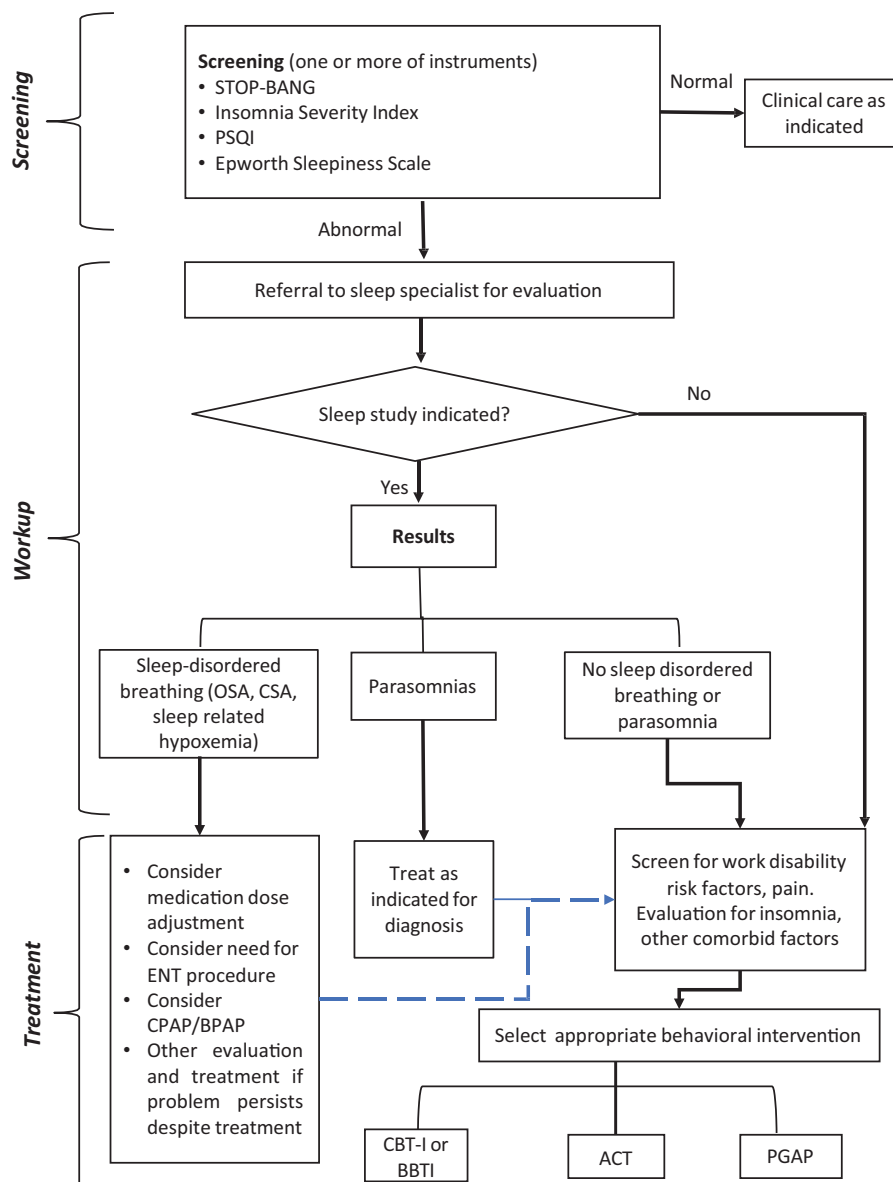 Screening
Screening (one or more of instruments)
• STOP-BANG
• Insomnia Severity Index
• PSQI
• Epworth Sleepiness Scale
Normal
Clinical care as
indicated
Abnormal
Workup
Referral to sleep specialist for evaluation
Sleep study indicated?
No
Yes
Results
Sleep-disordered
breathing (OSA, CSA,
sleep related
hypoxemia)
Parasomnias
No sleep disordered
breathing or
parasomnia
Treatment
• Consider
medication dose
adjustment
• Consider need for
ENT procedure
• Consider
CPAP/BPAP
• Other evaluation
and treatment if
problem persists
despite treatment
Treat as
indicated for
diagnosis
Screen for work disability
risk factors, pain.
Evaluation for insomnia,
other comorbid factors
Select appropriate behavioral intervention
CBT-I or
BBTI
ACT
PGAP